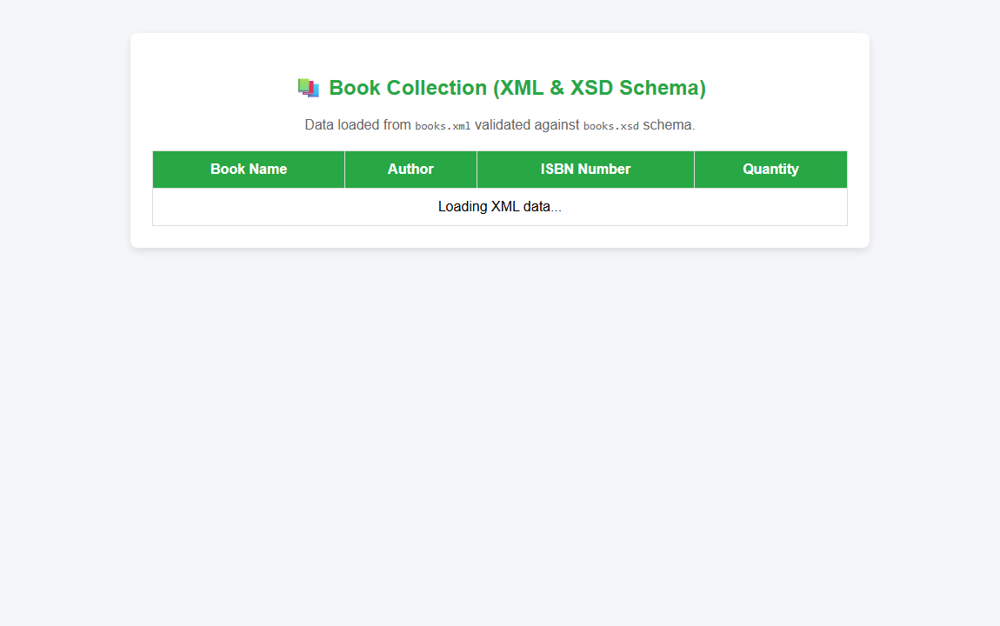 📚 Book Collection (XML & XSD Schema)
Data loaded from books.xml validated against books.xsd schema.
Book Name Author ISBN Number Quantity
Loading XML data...